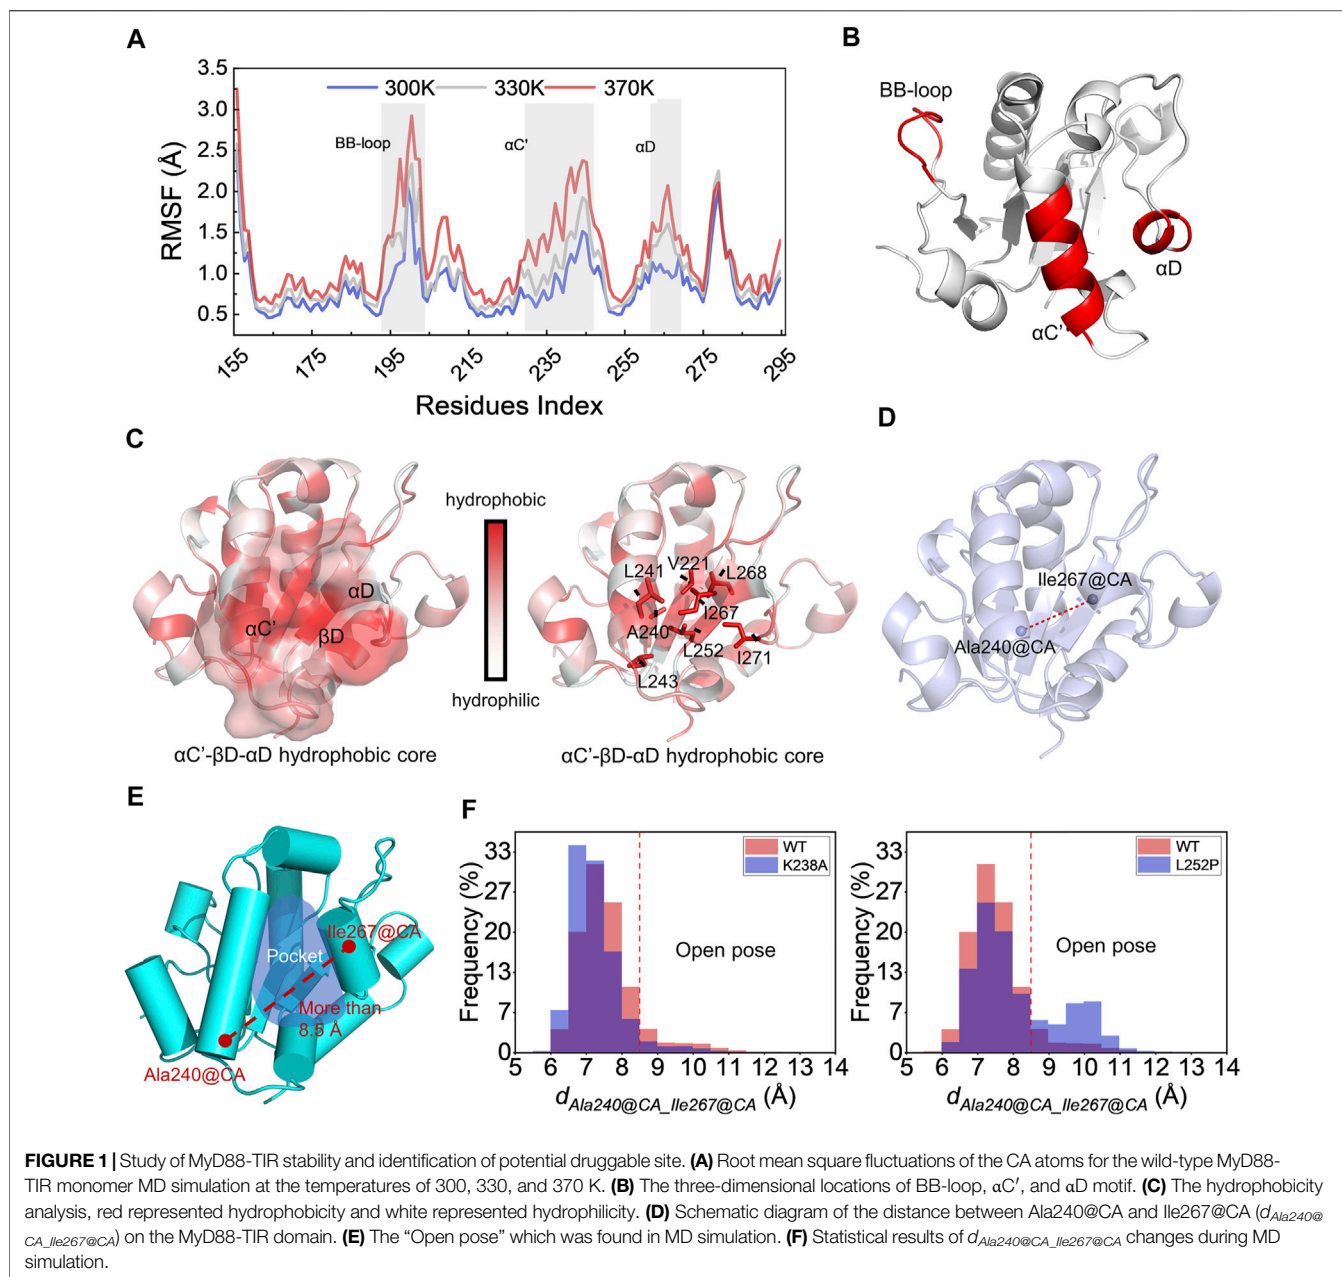 A
3.5
3.0
2.5
2.0
1.5
1.0
0.5
RMSF (Å)
300K 330K 370K
BB-loop
αC'
αD
155 175 195 215 235 255 275 295
Residues Index
B
BB-loop
αD
αC'
C
αC'
αD
βD
αC'-βD-αD hydrophobic core
hydrophobic
hydrophilic
L241
V221
L268
I267
A240
L252
I271
L243
αC'-βD-αD hydrophobic core
D
Ile267@CA
Ala240@CA
E
Ile267@CA
Pocket
More than
8.5 Å
Ala240@CA
F
33
27
20
13
7
0
Frequency (%)
WT
K238A
Open pose
5 6 7 8 9 10 11 12 13 14
dAla240@CA_Ile267@CA (Å)
33
27
20
13
7
0
Frequency (%)
WT
L252P
Open pose
5 6 7 8 9 10 11 12 13 14
dAla240@CA_Ile267@CA (Å)
FIGURE 1 | Study of MyD88-TIR stability and identification of potential druggable site. (A) Root mean square fluctuations of the CA atoms for the wild-type MyD88-
TIR monomer MD simulation at the temperatures of 300, 330, and 370 K. (B) The three-dimensional locations of BB-loop, αC′, and αD motif. (C) The hydrophobicity
analysis, red represented hydrophobicity and white represented hydrophilicity. (D) Schematic diagram of the distance between Ala240@CA and Ile267@CA (dAla240@
CA_Ile267@CA) on the MyD88-TIR domain. (E) The “Open pose” which was found in MD simulation. (F) Statistical results of dAla240@CA_Ile267@CA changes during MD
simulation.